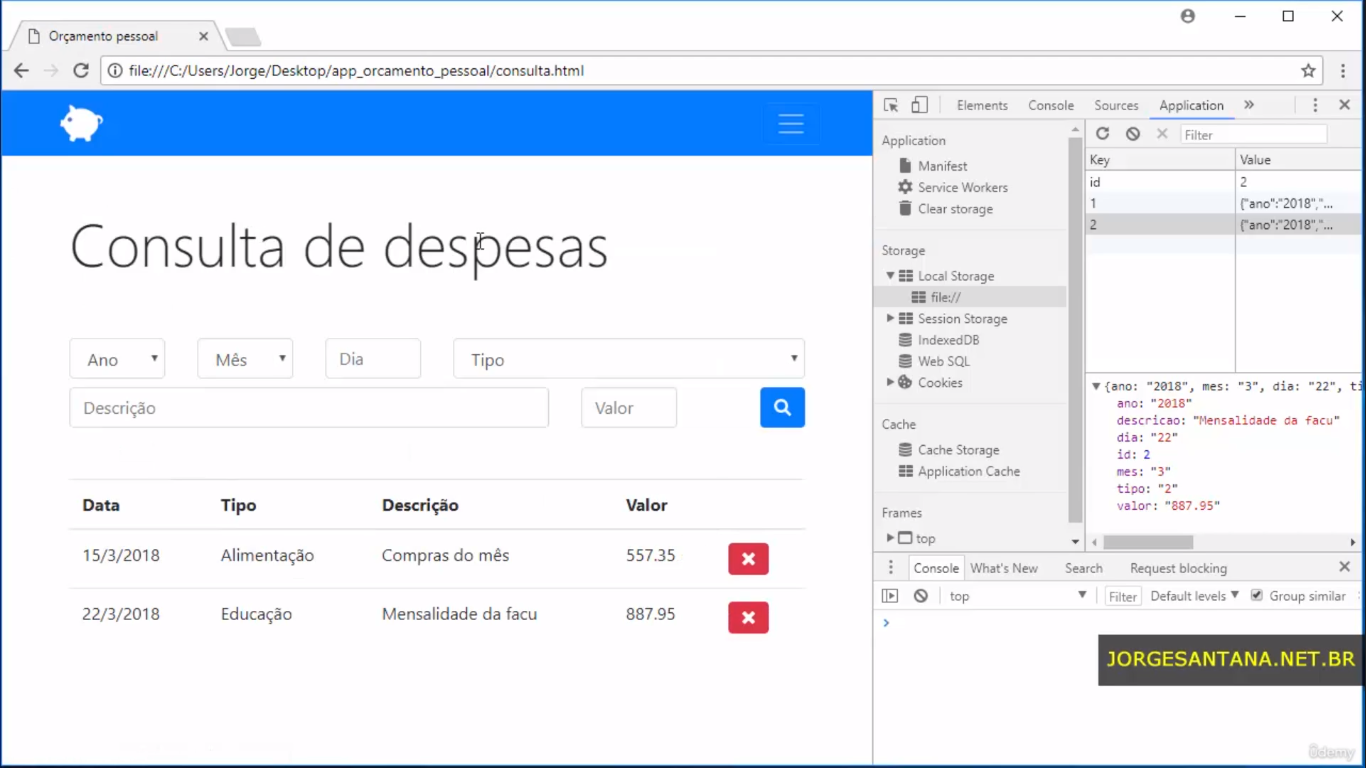 Orçamento pessoal
file:///C:/Users/Jorge/Desktop/app_orcamento_pessoal/consulta.html
Consulta de despesas
Ano
Mês
Dia
Tipo
Descrição
Valor
Data Tipo Descrição Valor
15/3/2018 Alimentação Compras do mês 557.35
22/3/2018 Educação Mensalidade da facu 887.95
Elements Console Sources Application
Application
Manifest
Service Workers
Clear storage
Storage
Local Storage
file://
Session Storage
IndexedDB
Web SQL
Cookies
Cache
Cache Storage
Application Cache
Frames
top
Filter
Key Value
id 2
1 {"ano":"2018","...
2 {"ano":"2018","...
{ano: "2018", mes: "3", dia: "22", ti
ano: "2018"
descricao: "Mensalidade da facu"
dia: "22"
id: 2
mes: "3"
tipo: "2"
valor: "887.95"
Console What's New Search Request blocking
top Filter Default levels Group similar
JORGESANTANA.NET.BR
ûdemy